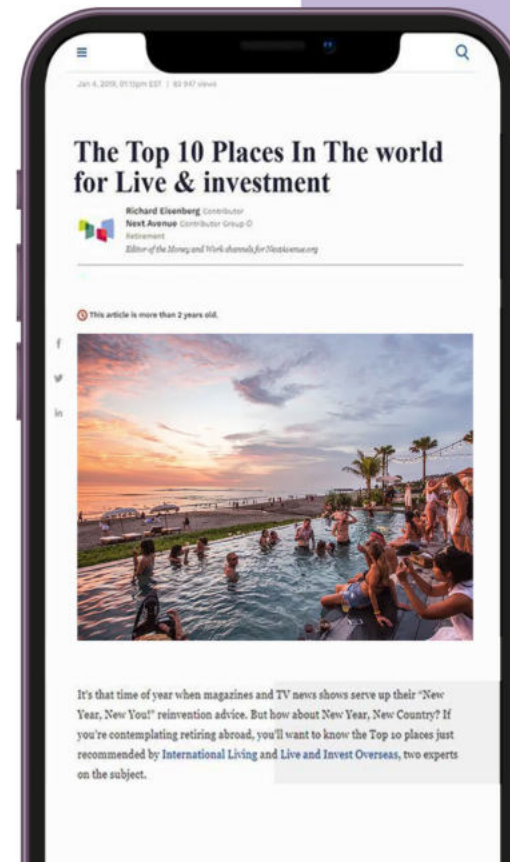 Jan 4, 2019, 01:13pm EST | 83 947 views
The Top 10 Places In The world
for Live & investment
Richard Eisenberg Contributor
Next Avenue Contributor Group
Retirement
Editor of the Money and Work channels for NextAvenue.org
This article is more than 2 years old.
f
in
It's that time of year when magazines and TV news shows serve up their “New
Year, New You!” reinvention advice. But how about New Year, New Country? If
you're contemplating retiring abroad, you'll want to know the Top 10 places just
recommended by International Living and Live and Invest Overseas, two experts
on the subject.